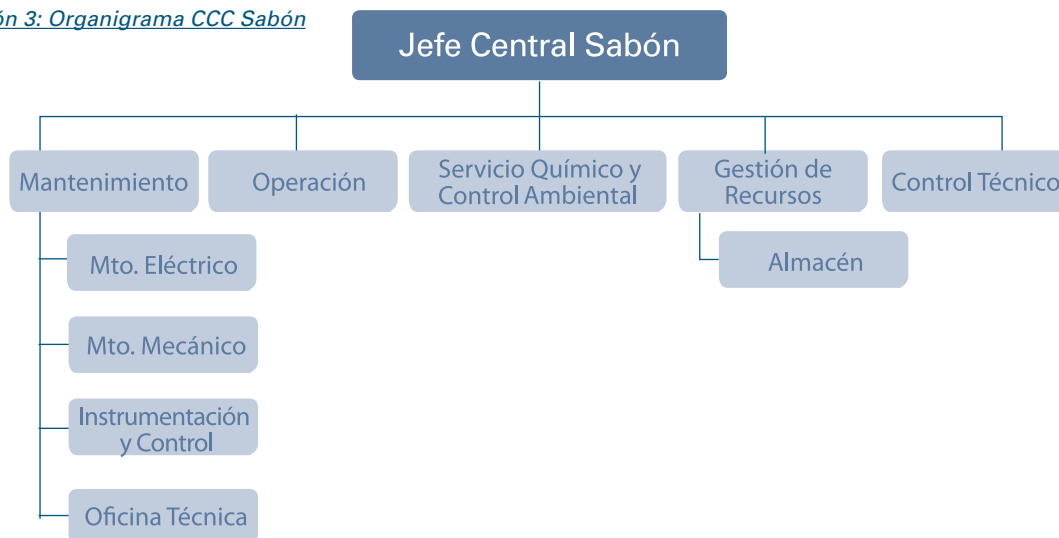 ón 3: Organigrama CCC Sabón
Jefe Central Sabón
Mantenimiento
Operación
Servicio Químico y
Control Ambiental
Gestión de
Recursos
Control Técnico
Mto. Eléctrico
Almacén
Mto. Mecánico
Instrumentación
y Control
Oficina Técnica